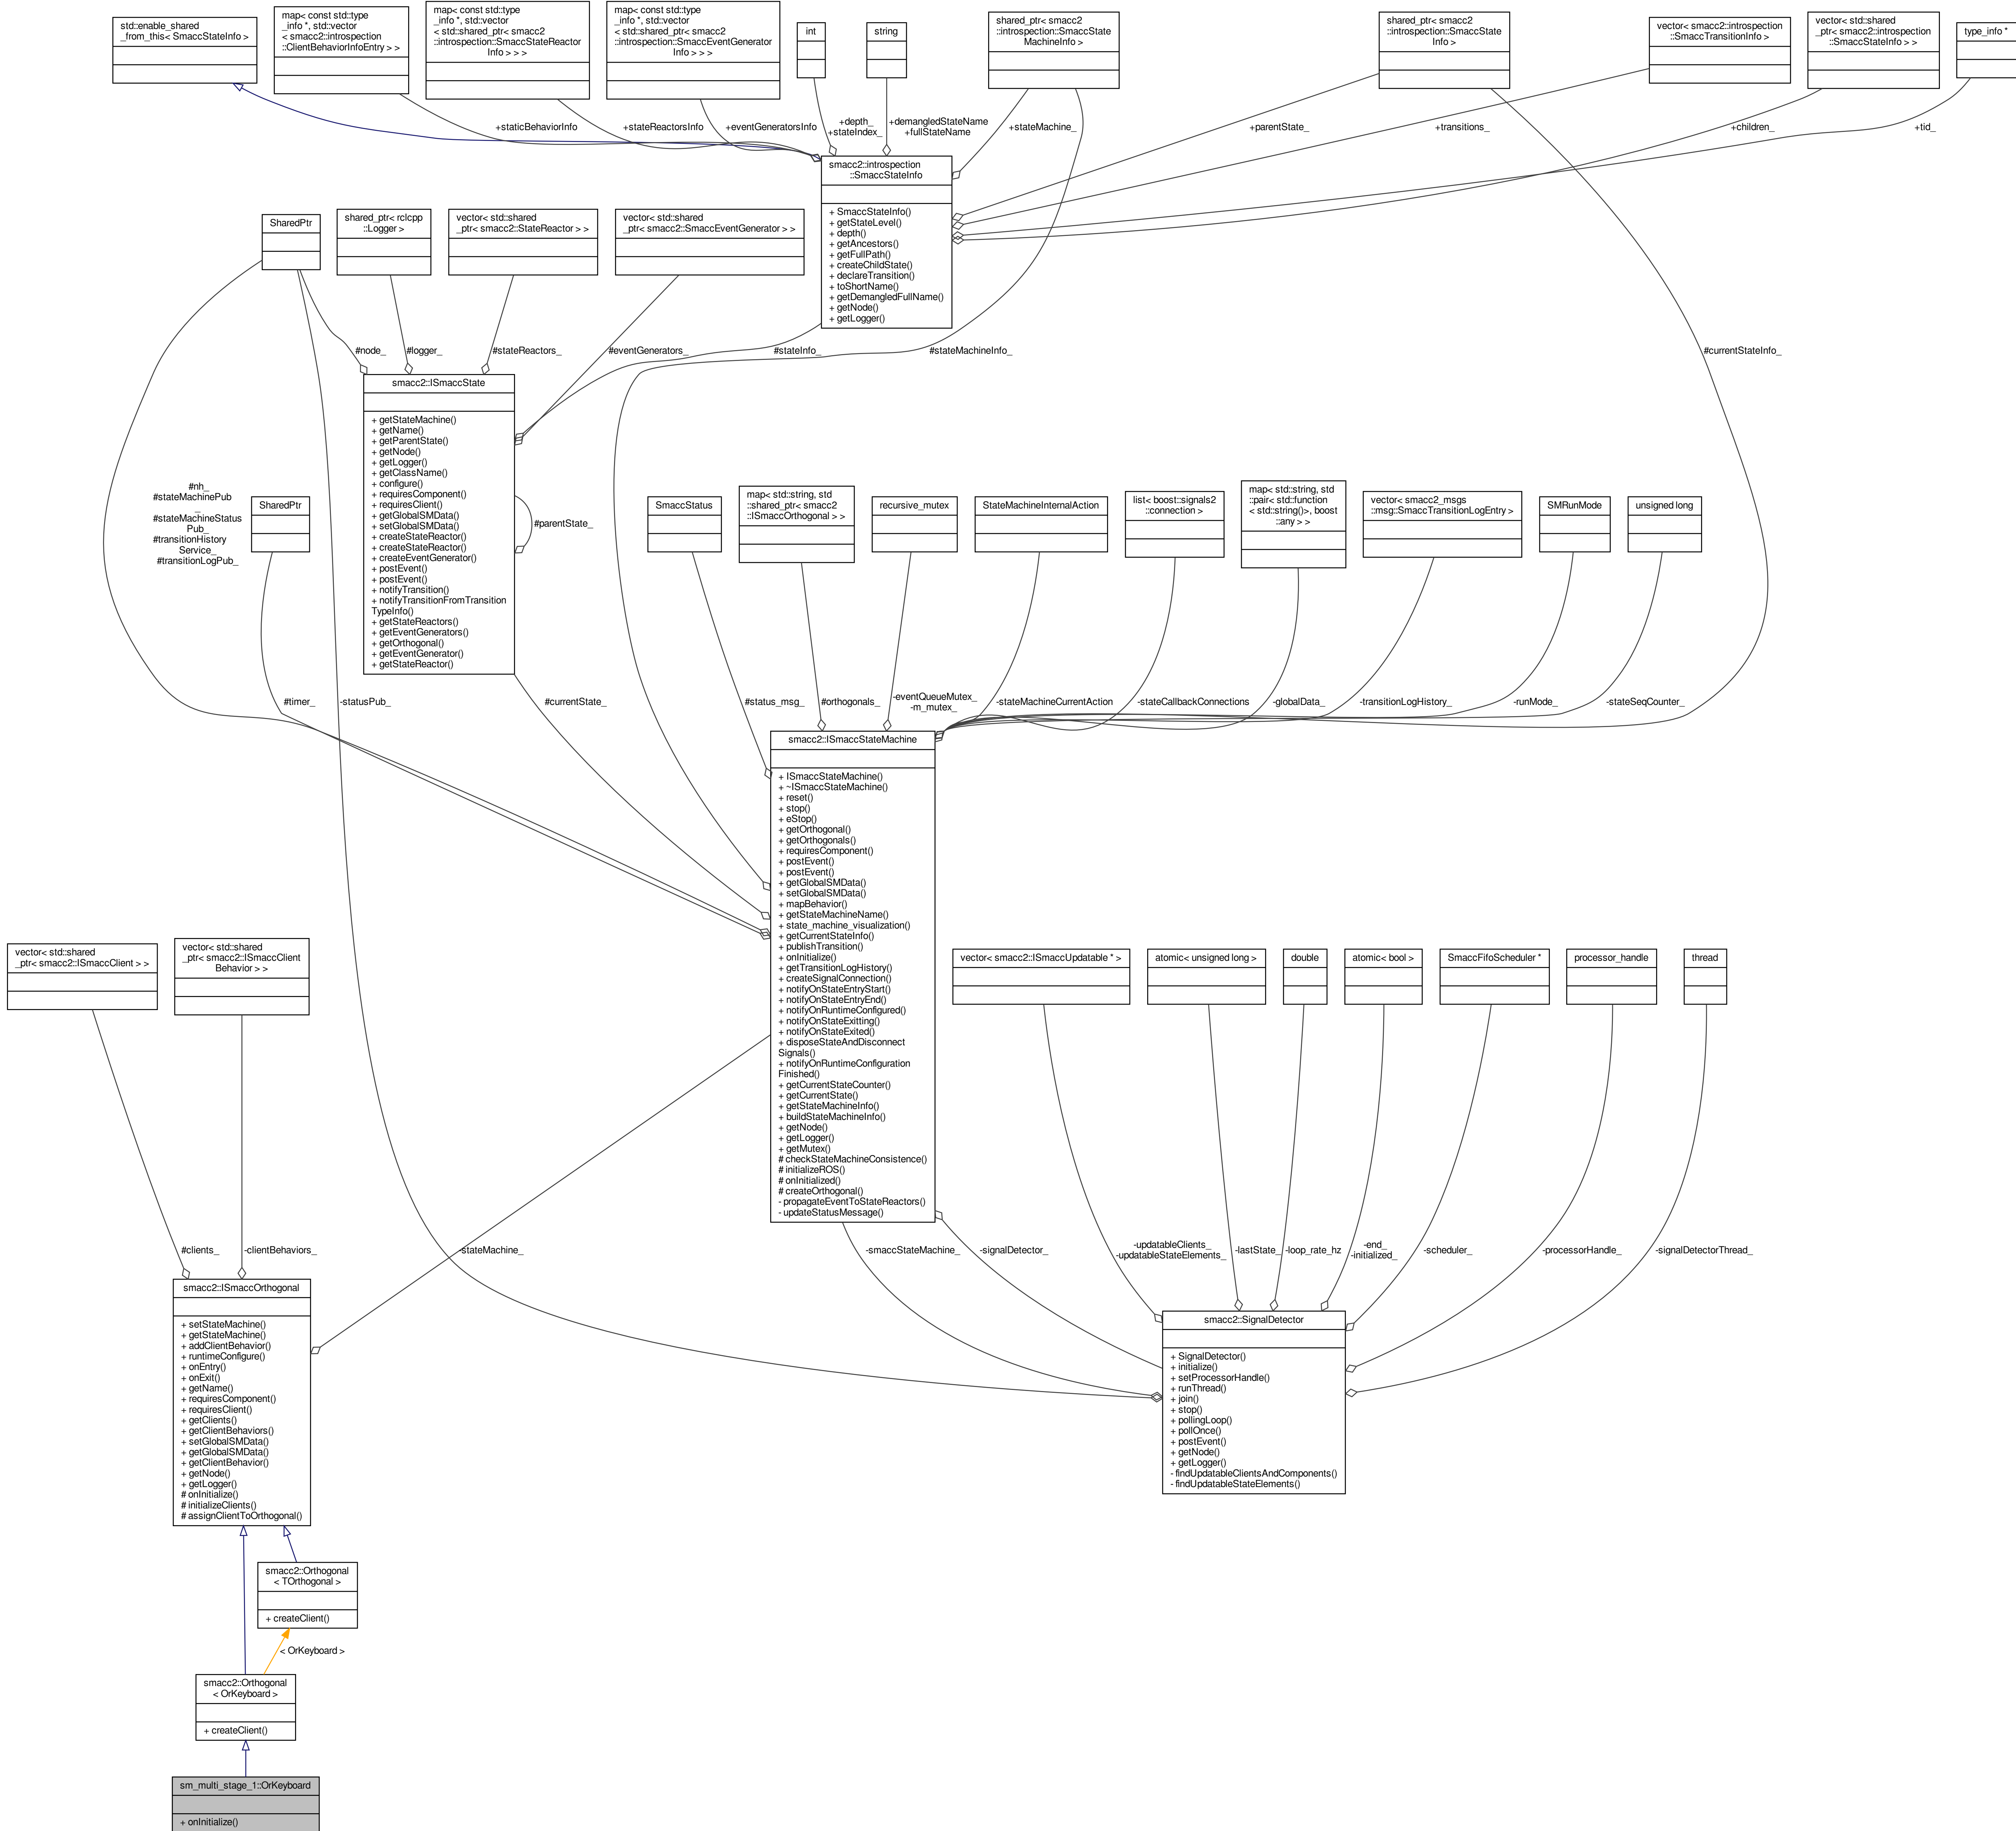 std::enable_shared
_from_this< SmaccStateInfo >
map< const std::type
_info *, std::vector
< smacc2::introspection
::ClientBehaviorInfoEntry > >
map< const std::type
_info *, std::vector
< std::shared_ptr< smacc2
::introspection::SmaccStateReactor
Info > > >
map< const std::type
_info *, std::vector
< std::shared_ptr< smacc2
::introspection::SmaccEventGenerator
Info > > >
int
string
shared_ptr< smacc2
::introspection::SmaccState
MachineInfo >
shared_ptr< smacc2
::introspection::SmaccState
Info >
vector< smacc2::introspection
::SmaccTransitionInfo >
vector< std::shared
_ptr< smacc2::introspection
::SmaccStateInfo > >
type_info *
+staticBehaviorInfo
+stateReactorsInfo
+eventGeneratorsInfo
+depth_
+stateIndex_
+demangledStateName
+fullStateName
+stateMachine_
+parentState_
+transitions_
+children_
+tid_
smacc2::introspection
::SmaccStateInfo
+ SmaccStateInfo()
+ getStateLevel()
+ depth()
+ getAncestors()
+ getFullPath()
+ createChildState()
+ declareTransition()
+ toShortName()
+ getDemangledFullName()
+ getNode()
+ getLogger()
SharedPtr
shared_ptr< rclcpp
::Logger >
vector< std::shared
_ptr< smacc2::StateReactor > >
vector< std::shared
_ptr< smacc2::SmaccEventGenerator > >
#node_
#logger_
#stateReactors_
#eventGenerators_
#stateInfo_
#stateMachineInfo_
#currentStateInfo_
smacc2::ISmaccState
+ getStateMachine()
+ getName()
+ getParentState()
+ getNode()
+ getLogger()
+ getClassName()
+ configure()
+ requiresComponent()
+ requiresClient()
+ getGlobalSMData()
+ setGlobalSMData()
+ createStateReactor()
+ createStateReactor()
+ createEventGenerator()
+ postEvent()
+ postEvent()
+ notifyTransition()
+ notifyTransitionFromTransition
TypeInfo()
+ getStateReactors()
+ getEventGenerators()
+ getOrthogonal()
+ getEventGenerator()
+ getStateReactor()
#parentState_
#nh_
#stateMachinePub
_
#stateMachineStatus
Pub_
#transitionHistory
Service_
#transitionLogPub_
SharedPtr
SmaccStatus
map< std::string, std
::shared_ptr< smacc2
::ISmaccOrthogonal > >
recursive_mutex
StateMachineInternalAction
list< boost::signals2
::connection >
map< std::string, std
::pair< std::function
< std::string()>, boost
::any > >
vector< smacc2_msgs
::msg::SmaccTransitionLogEntry >
SMRunMode
unsigned long
#timer_
-statusPub_
#currentState_
#status_msg_
#orthogonals_
-eventQueueMutex_
-m_mutex_
-stateMachineCurrentAction
-stateCallbackConnections
-globalData_
-transitionLogHistory_
-runMode_
-stateSeqCounter_
smacc2::ISmaccStateMachine
+ ISmaccStateMachine()
+ ~ISmaccStateMachine()
+ reset()
+ stop()
+ eStop()
+ getOrthogonal()
+ getOrthogonals()
+ requiresComponent()
+ postEvent()
+ postEvent()
+ getGlobalSMData()
+ setGlobalSMData()
+ mapBehavior()
+ getStateMachineName()
+ state_machine_visualization()
+ getCurrentStateInfo()
+ publishTransition()
+ onInitialize()
+ getTransitionLogHistory()
+ createSignalConnection()
+ notifyOnStateEntryStart()
+ notifyOnStateEntryEnd()
+ notifyOnRuntimeConfigured()
+ notifyOnStateExitting()
+ notifyOnStateExited()
+ disposeStateAndDisconnect
Signals()
+ notifyOnRuntimeConfiguration
Finished()
+ getCurrentStateCounter()
+ getCurrentState()
+ getStateMachineInfo()
+ buildStateMachineInfo()
+ getNode()
+ getLogger()
+ getMutex()
# checkStateMachineConsistence()
# initializeROS()
# onInitialized()
# createOrthogonal()
- propagateEventToStateReactors()
- updateStatusMessage()
vector< std::shared
_ptr< smacc2::ISmaccClient > >
vector< std::shared
_ptr< smacc2::ISmaccClient
Behavior > >
vector< smacc2::ISmaccUpdatable * >
atomic< unsigned long >
double
atomic< bool >
SmaccFifoScheduler *
processor_handle
thread
#clients_
-clientBehaviors_
-stateMachine_
-smaccStateMachine_
-signalDetector_
-updatableClients_
-updatableStateElements_
-lastState_
-loop_rate_hz
-end_
-initialized_
-scheduler_
-processorHandle_
-signalDetectorThread_
smacc2::ISmaccOrthogonal
+ setStateMachine()
+ getStateMachine()
+ addClientBehavior()
+ runtimeConfigure()
+ onEntry()
+ onExit()
+ getName()
+ requiresComponent()
+ requiresClient()
+ getClients()
+ getClientBehaviors()
+ setGlobalSMData()
+ getGlobalSMData()
+ getClientBehavior()
+ getNode()
+ getLogger()
# onInitialize()
# initializeClients()
# assignClientToOrthogonal()
smacc2::SignalDetector
+ SignalDetector()
+ initialize()
+ setProcessorHandle()
+ runThread()
+ join()
+ stop()
+ pollingLoop()
+ pollOnce()
+ postEvent()
+ getNode()
+ getLogger()
- findUpdatableClientsAndComponents()
- findUpdatableStateElements()
smacc2::Orthogonal
< TOrthogonal >
+ createClient()
< OrKeyboard >
smacc2::Orthogonal
< OrKeyboard >
+ createClient()
sm_multi_stage_1::OrKeyboard
+ onInitialize()